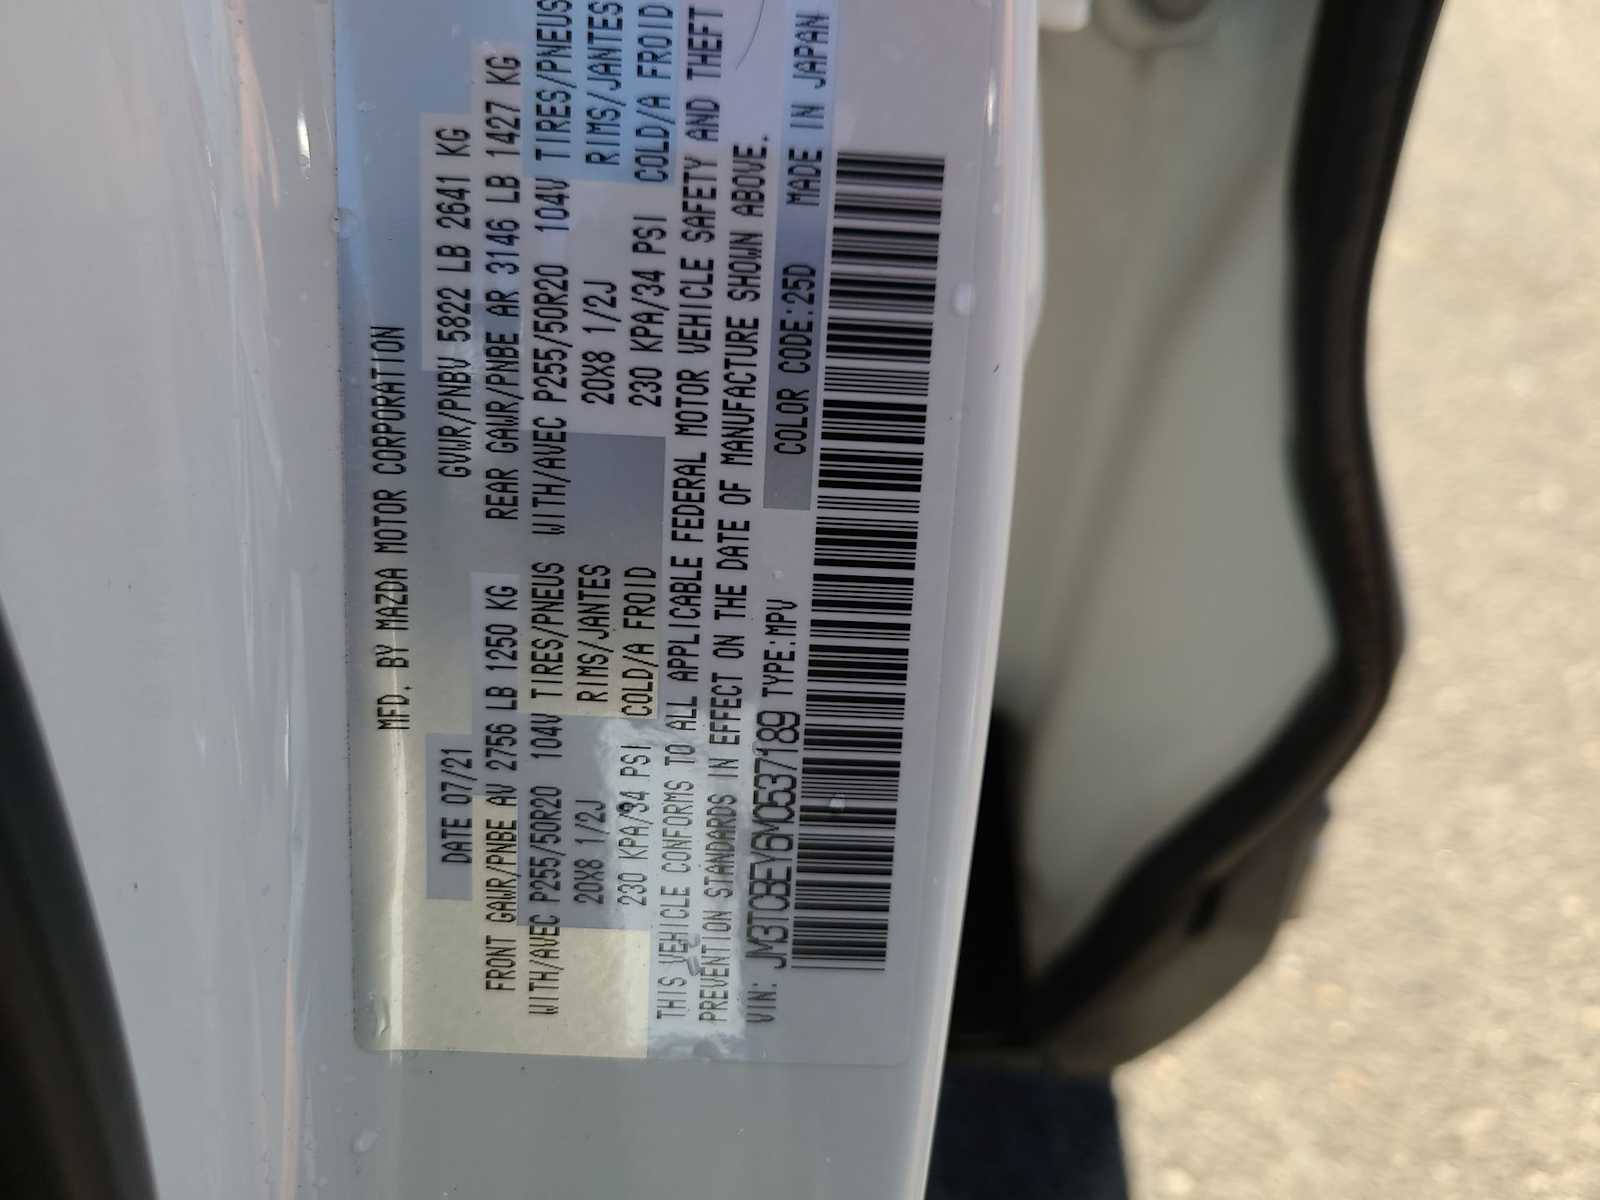 MFD. BY MAZDA MOTOR CORPORATION
DATE 07/21 GVWR/PNBV 5822 LB 2641 KG
FRONT GAWR/PNBE AV 2756 LB 1250 KG REAR GAWR/PNBE AR 3146 LB 1427 KG
WITH/AVEC P255/50R20 104V TIRES/PNEUS WITH/AVEC P255/50R20 104V TIRES/PNEUS
20X8 1/2J RIMS/JANTES 20X8 1/2J RIMS/JANTES
230 KPA/34 PSI COLD/A FROID 230 KPA/34 PSI COLD/A FROID
THIS VEHICLE CONFORMS TO ALL APPLICABLE FEDERAL MOTOR VEHICLE SAFETY AND THEFT
PREVENTION STANDARDS IN EFFECT ON THE DATE OF MANUFACTURE SHOWN ABOVE.
VIN: JM3TCBEY6M0537189 TYPE:MPV COLOR CODE:25D MADE IN JAPAN